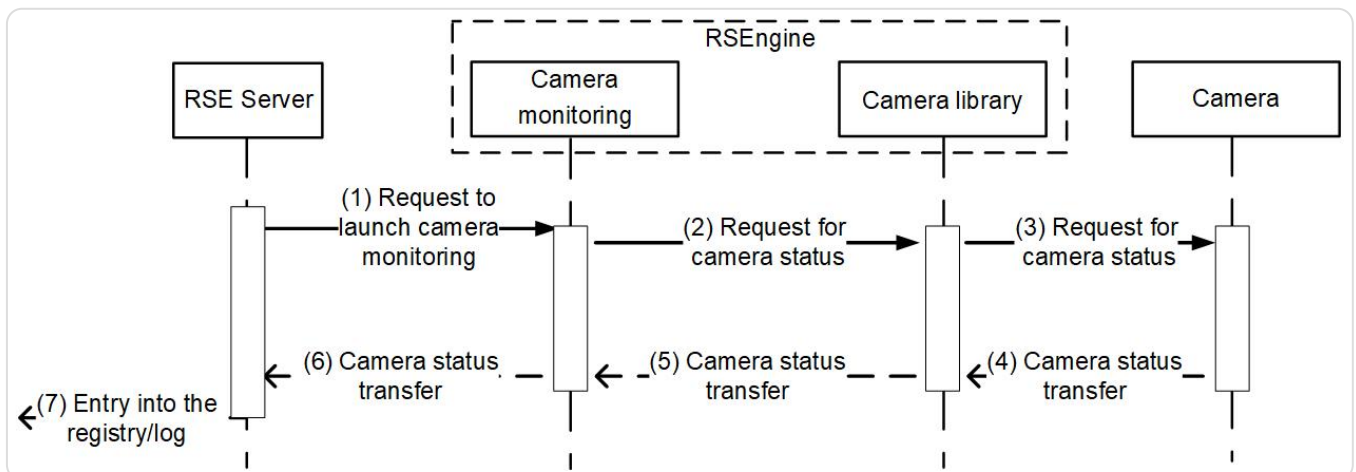 RSEngine
RSE Server
Camera
monitoring
Camera library
Camera
(1) Request to
launch camera
monitoring
(2) Request for
camera status
(3) Request for
camera status
(6) Camera status
transfer
(5) Camera status
transfer
(4) Camera status
transfer
(7) Entry into the
registry/log